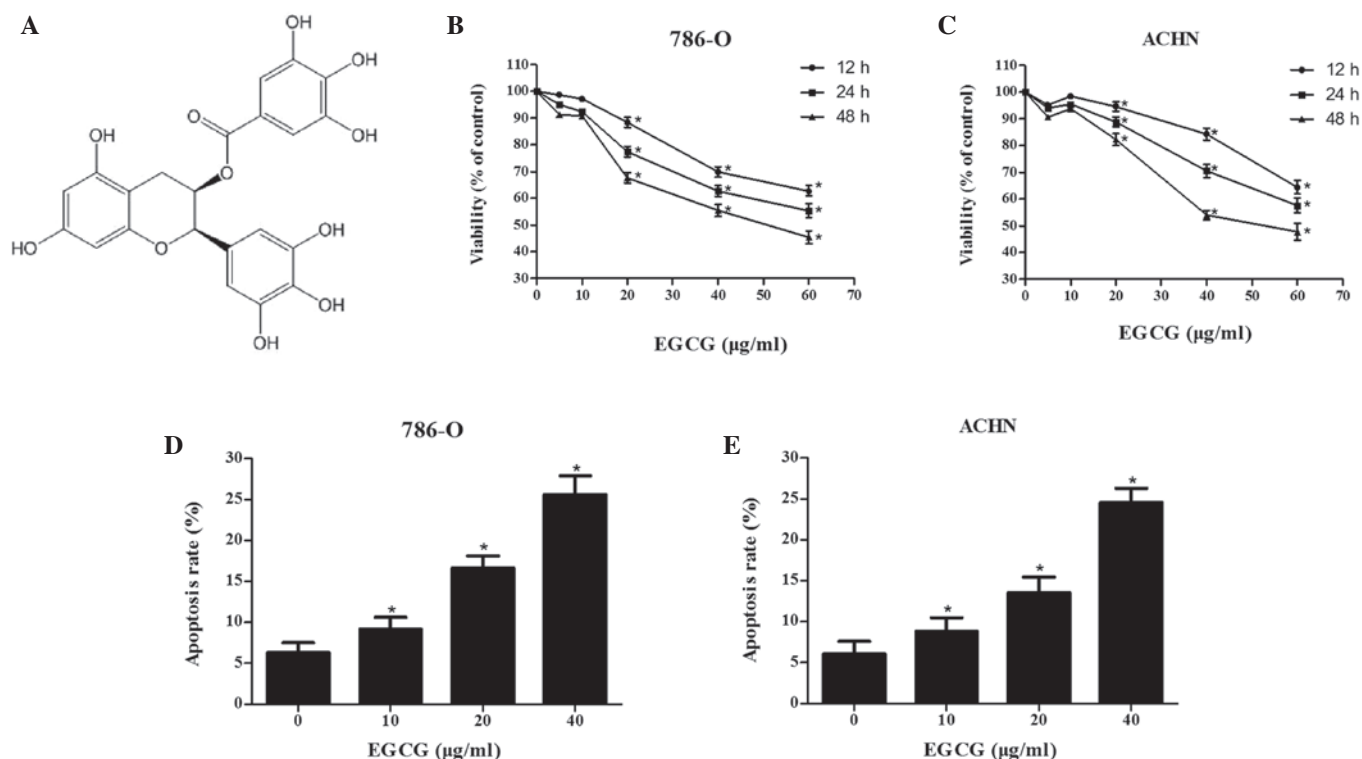 A
OH
OH
OH
O
O
OH
HO
O
OH
OH
OH
B
786-O
12 h
24 h
48 h
Viability (% of control)
110
100
90
80
70
60
50
40
30
* * *
* * *
* * *
0 10 20 30 40 50 60 70
EGCG (µg/ml)
C
ACHN
12 h
24 h
48 h
Viability (% of control)
110
100
90
80
70
60
50
40
30
* * *
* * *
* * *
0 10 20 30 40 50 60 70
EGCG (µg/ml)
D
786-O
Apoptosis rate (%)
30
25
20
15
10
5
0
* * *
0 10 20 40
EGCG (µg/ml)
E
ACHN
Apoptosis rate (%)
30
25
20
15
10
5
0
* * *
0 10 20 40
EGCG (µg/ml)